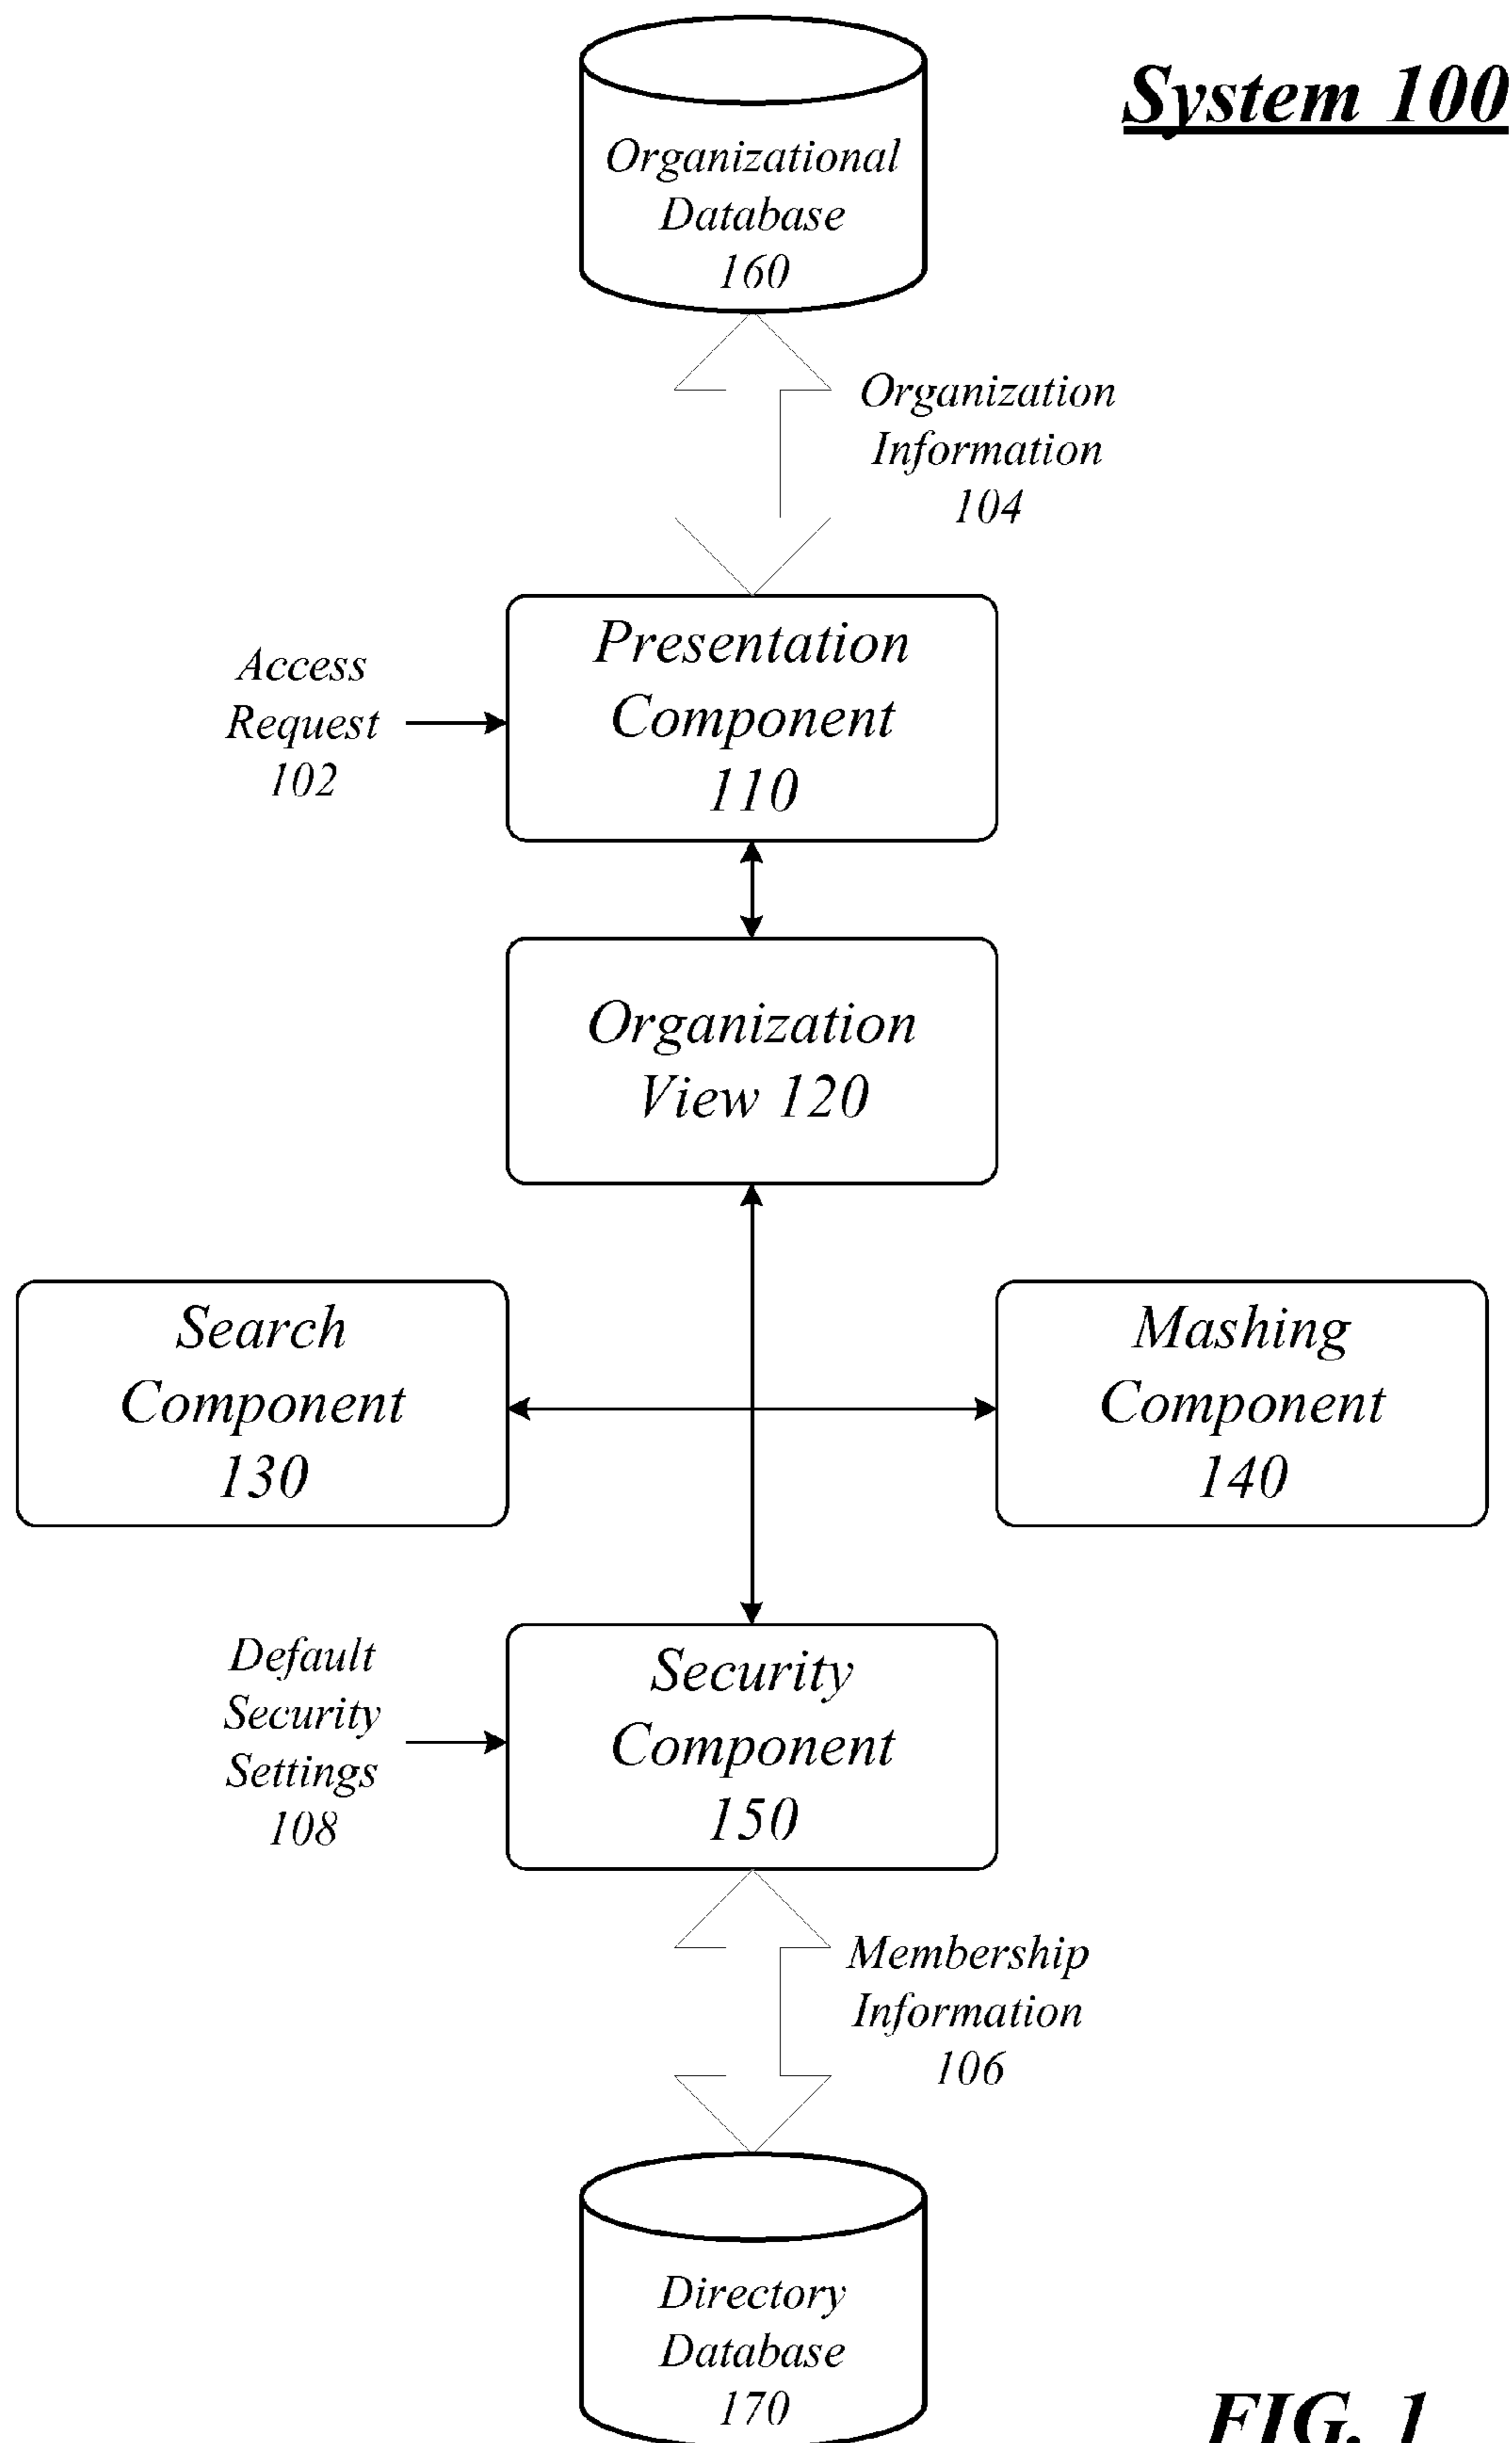 System 100
Organizational
Database
160
Organization
Information
104
Presentation
Component
110
Access
Request
102
Organization
View 120
Search
Component
130
Mashing
Component
140
Security
Component
150
Default
Security
Settings
108
Membership
Information
106
Directory
Database
170
FIG. 1